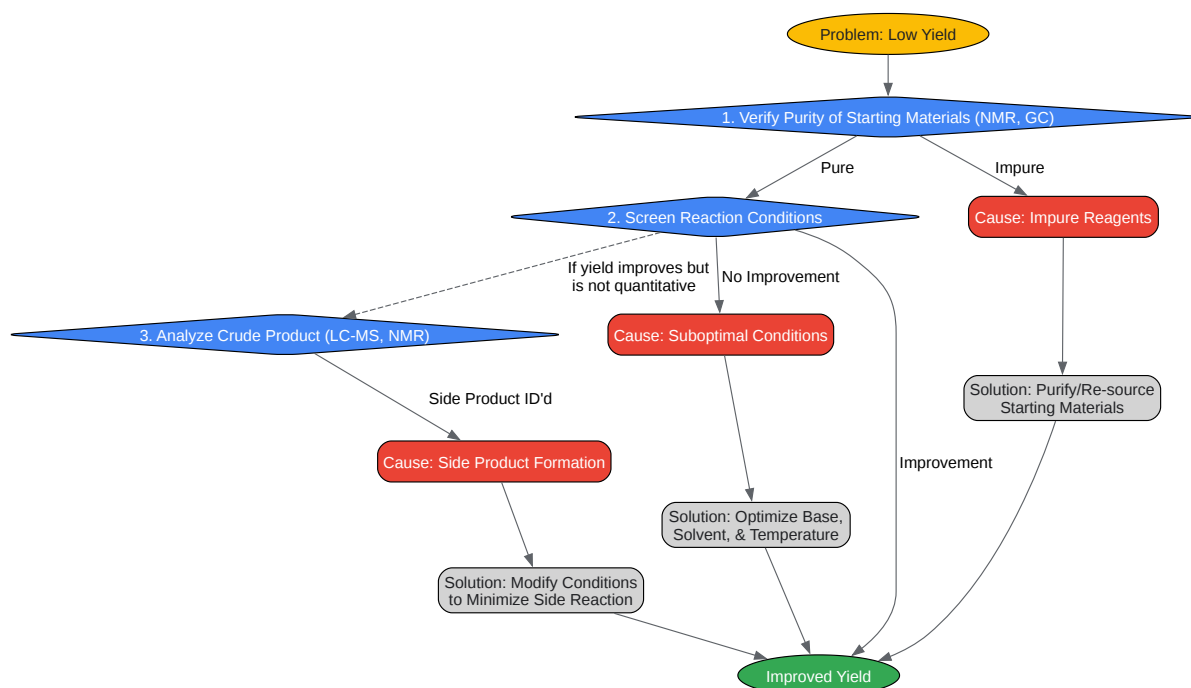 Problem: Low Yield
1. Verify Purity of Starting Materials (NMR, GC)
Pure
Impure
2. Screen Reaction Conditions
Cause: Impure Reagents
If yield improves but
is not quantitative
No Improvement
3. Analyze Crude Product (LC-MS, NMR)
Cause: Suboptimal Conditions
Solution: Purify/Re-source
Starting Materials
Side Product ID'd
Cause: Side Product Formation
Improvement
Solution: Optimize Base,
Solvent, & Temperature
Solution: Modify Conditions
to Minimize Side Reaction
Improved Yield